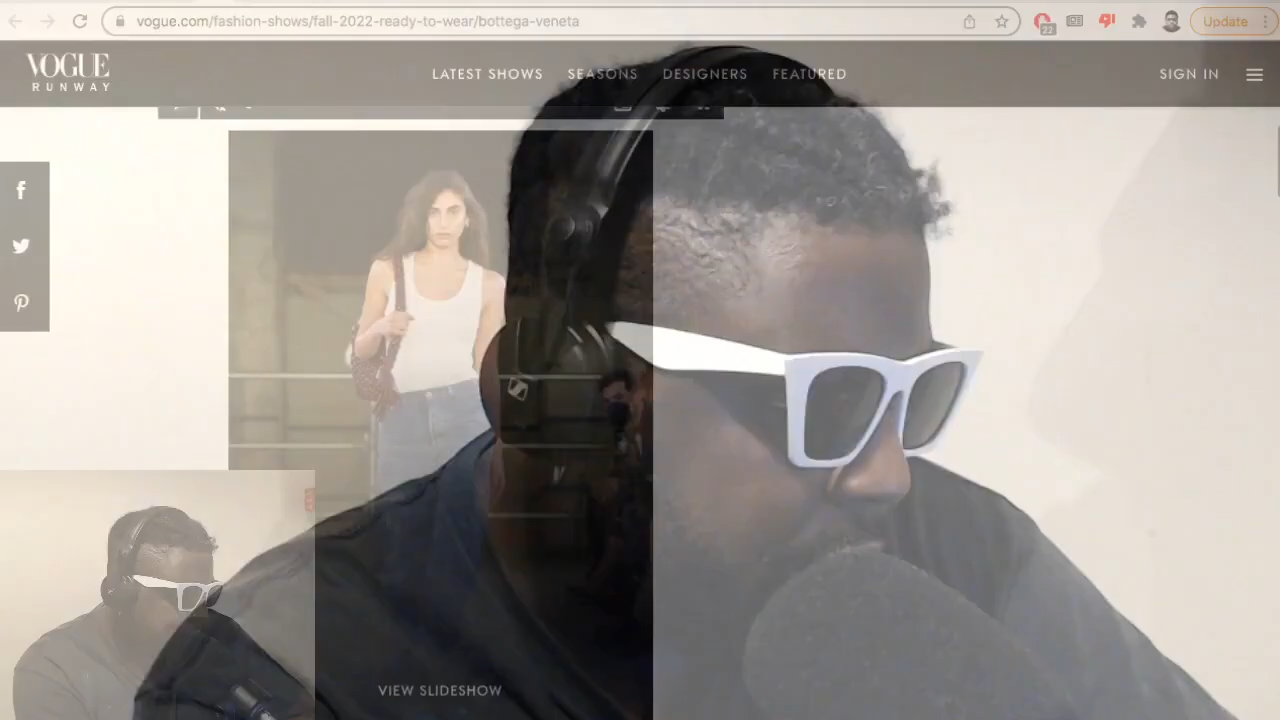 vogue.com/fashion-shows/fall-2022-ready-to-wear/bottega-veneta
22
Update
VOGUE
RUNWAY
LATEST SHOWS SEASONS DESIGNERS FEATURED
SIGN IN
VIEW SLIDESHOW